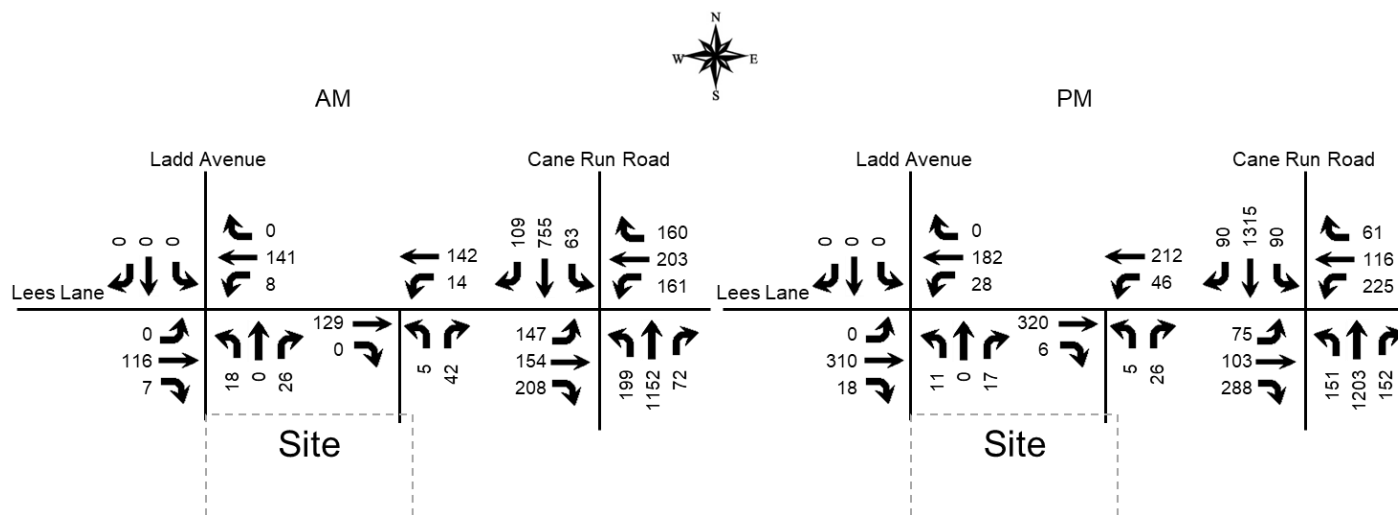 N
W E
S
AM
PM
Ladd Avenue
Cane Run Road
Ladd Avenue
Cane Run Road
Lees Lane
0 0 0
0
141
8
142
14
109 755 63
160
203
161
0
116
7
18 0 26
129
0
5 42
147
154
208
199 1152 72
Site
Lees Lane
0 0 0
0
182
28
212
46
90 1315 90
61
116
225
0
310
18
11 0 17
320
6
5 26
75
103
288
151 1203 152
Site